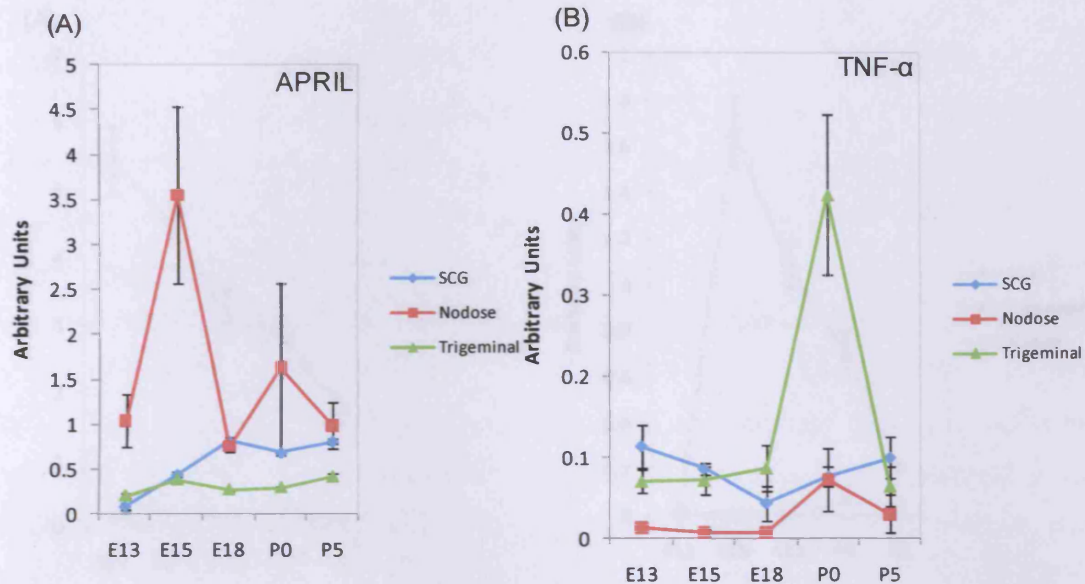 (A)
APRIL
5
4.5
4
3.5
3
2.5
2
1.5
1
0.5
0
Arbitrary Units
E13 E15 E18 P0 P5
SCG
Nodose
Trigeminal
(B)
TNF-α
0.6
0.5
0.4
0.3
0.2
0.1
0
Arbitrary Units
E13 E15 E18 P0 P5
SCG
Nodose
Trigeminal